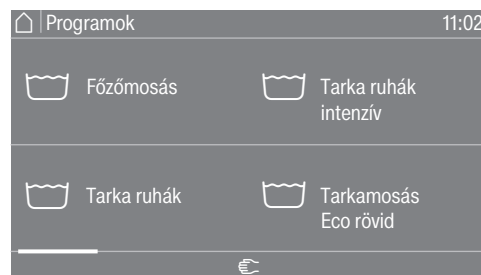 Programok 11:02
Főzőmosás
Tarka ruhák
intenzív
Tarka ruhák
Tarkamosás
Eco rövid